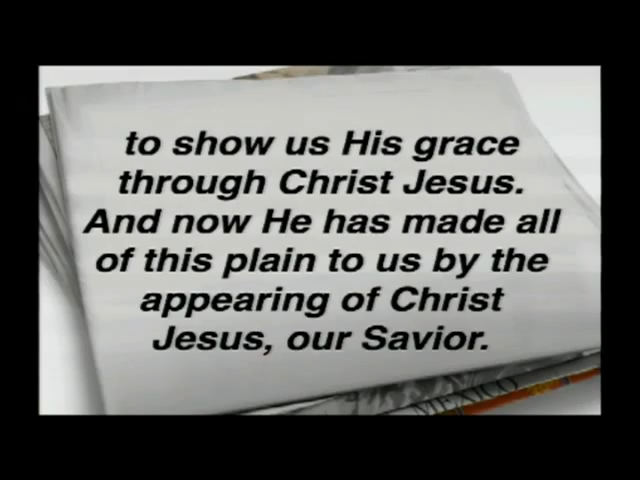 to show us His grace
through Christ Jesus.
And now He has made all
of this plain to us by the
appearing of Christ
Jesus, our Savior.
MEXICO